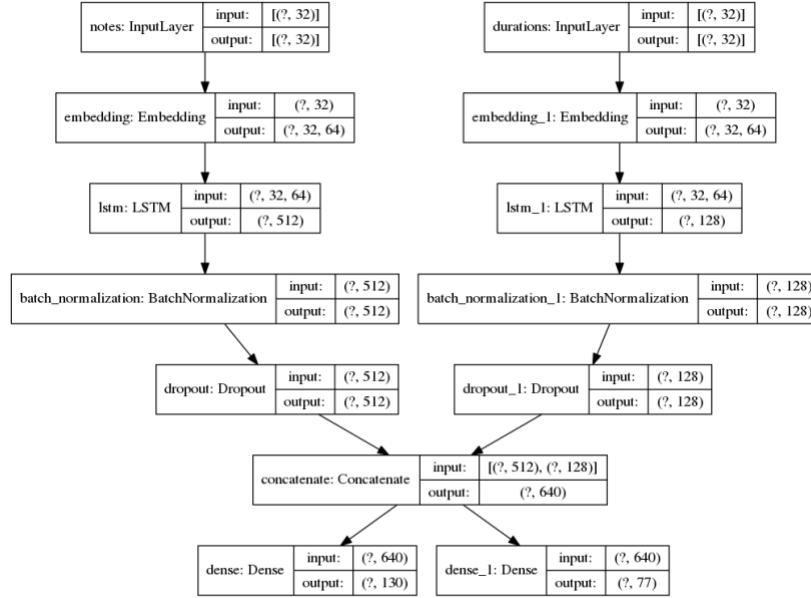 notes: InputLayer
input: [(?, 32)]
output: [(?, 32)]
durations: InputLayer
input: [(?, 32)]
output: [(?, 32)]
embedding: Embedding
input: (?, 32)
output: (?, 32, 64)
embedding_1: Embedding
input: (?, 32)
output: (?, 32, 64)
lstm: LSTM
input: (?, 32, 64)
output: (?, 512)
lstm_1: LSTM
input: (?, 32, 64)
output: (?, 128)
batch_normalization: BatchNormalization
input: (?, 512)
output: (?, 512)
batch_normalization_1: BatchNormalization
input: (?, 128)
output: (?, 128)
dropout: Dropout
input: (?, 512)
output: (?, 512)
dropout_1: Dropout
input: (?, 128)
output: (?, 128)
concatenate: Concatenate
input: [(?, 512), (?, 128)]
output: (?, 640)
dense: Dense
input: (?, 640)
output: (?, 130)
dense_1: Dense
input: (?, 640)
output: (?, 77)